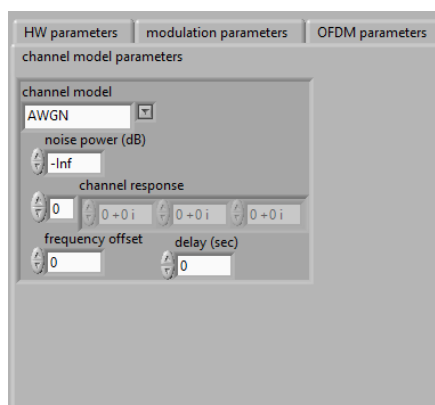 HW parameters modulation parameters OFDM parameters
channel model parameters
channel model
AWGN
noise power (dB)
-Inf
channel response
0 0 +0 i 0 +0 i 0 +0 i
frequency offset delay (sec)
0 0